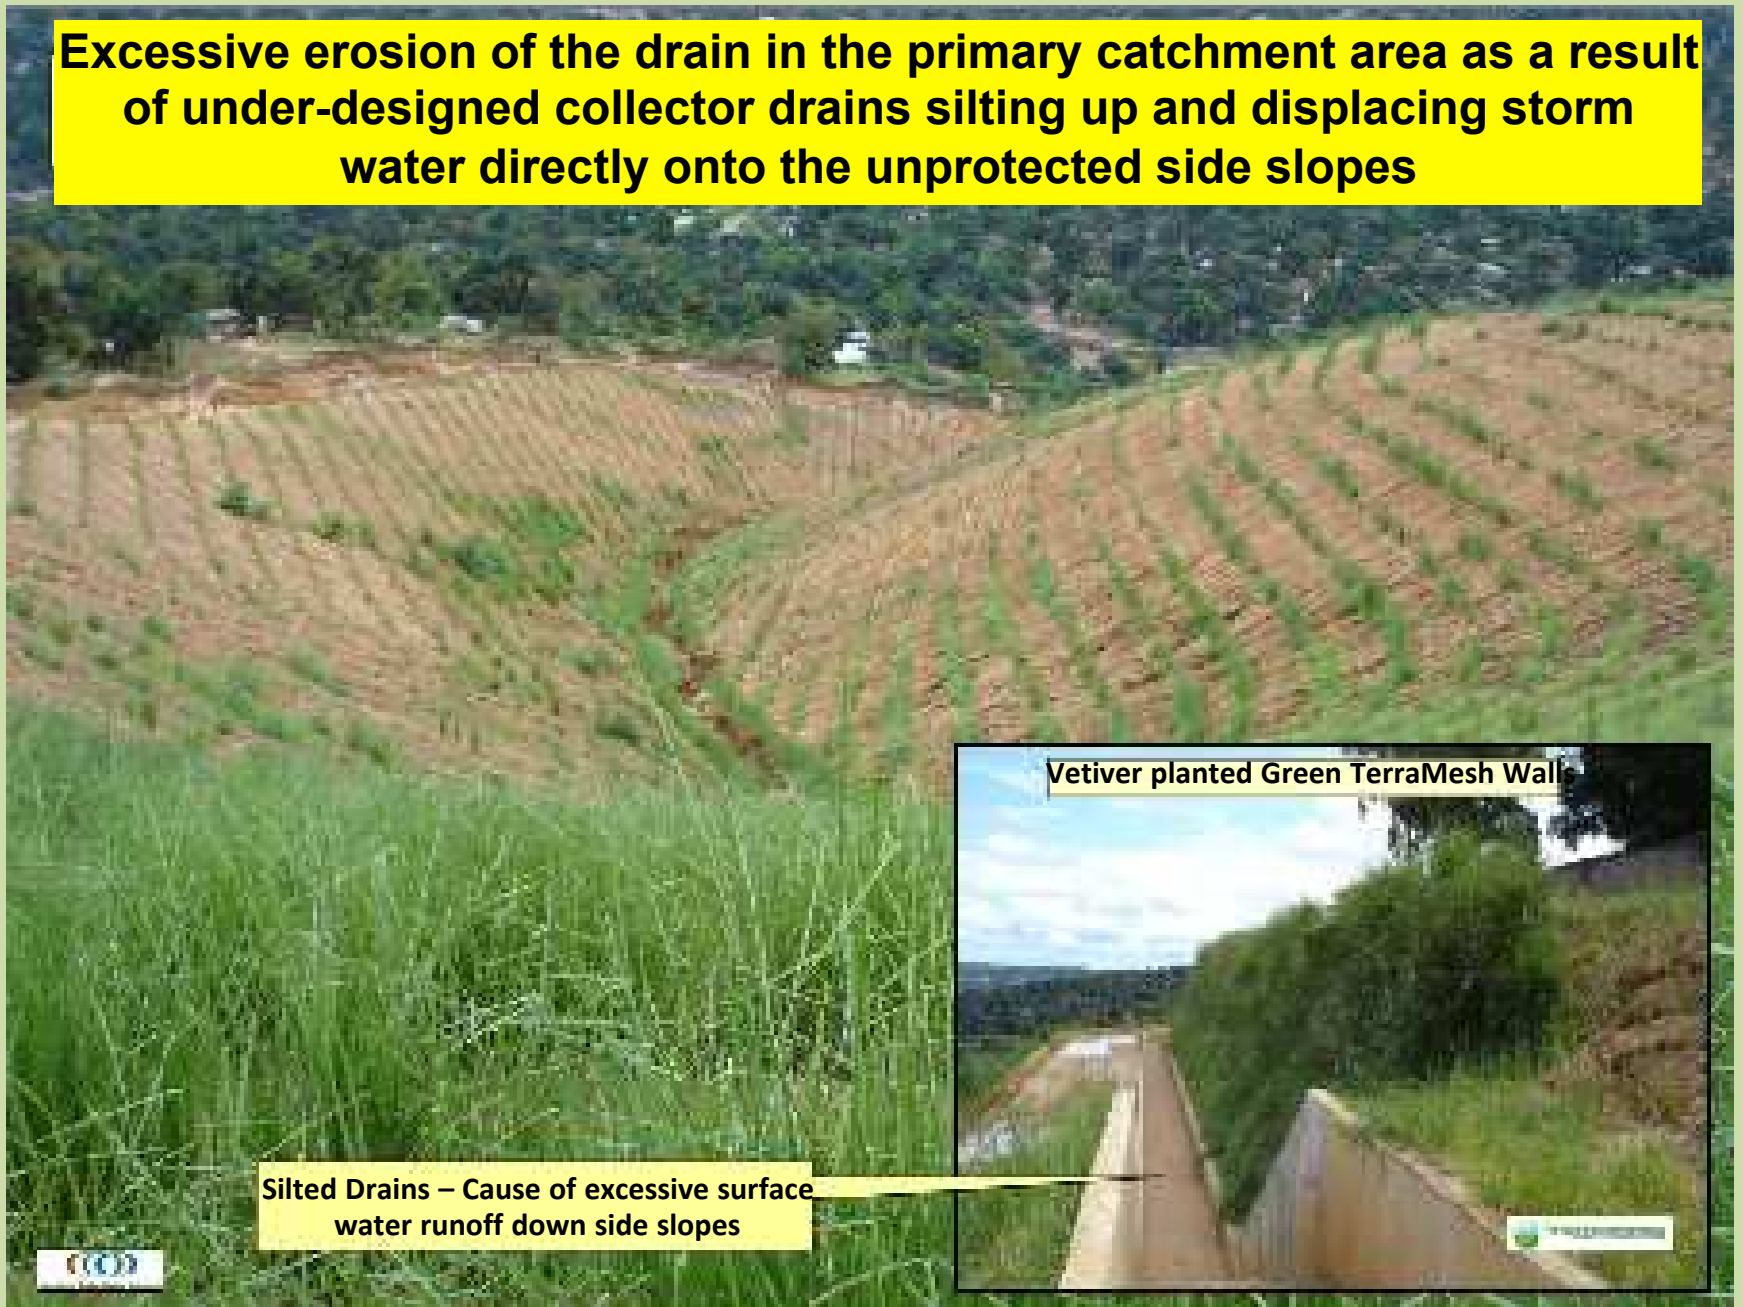 Excessive erosion of the drain in the primary catchment area as a result
of under-designed collector drains silting up and displacing storm
water directly onto the unprotected side slopes
Vetiver planted Green TerraMesh Walls
Silted Drains – Cause of excessive surface
water runoff down side slopes